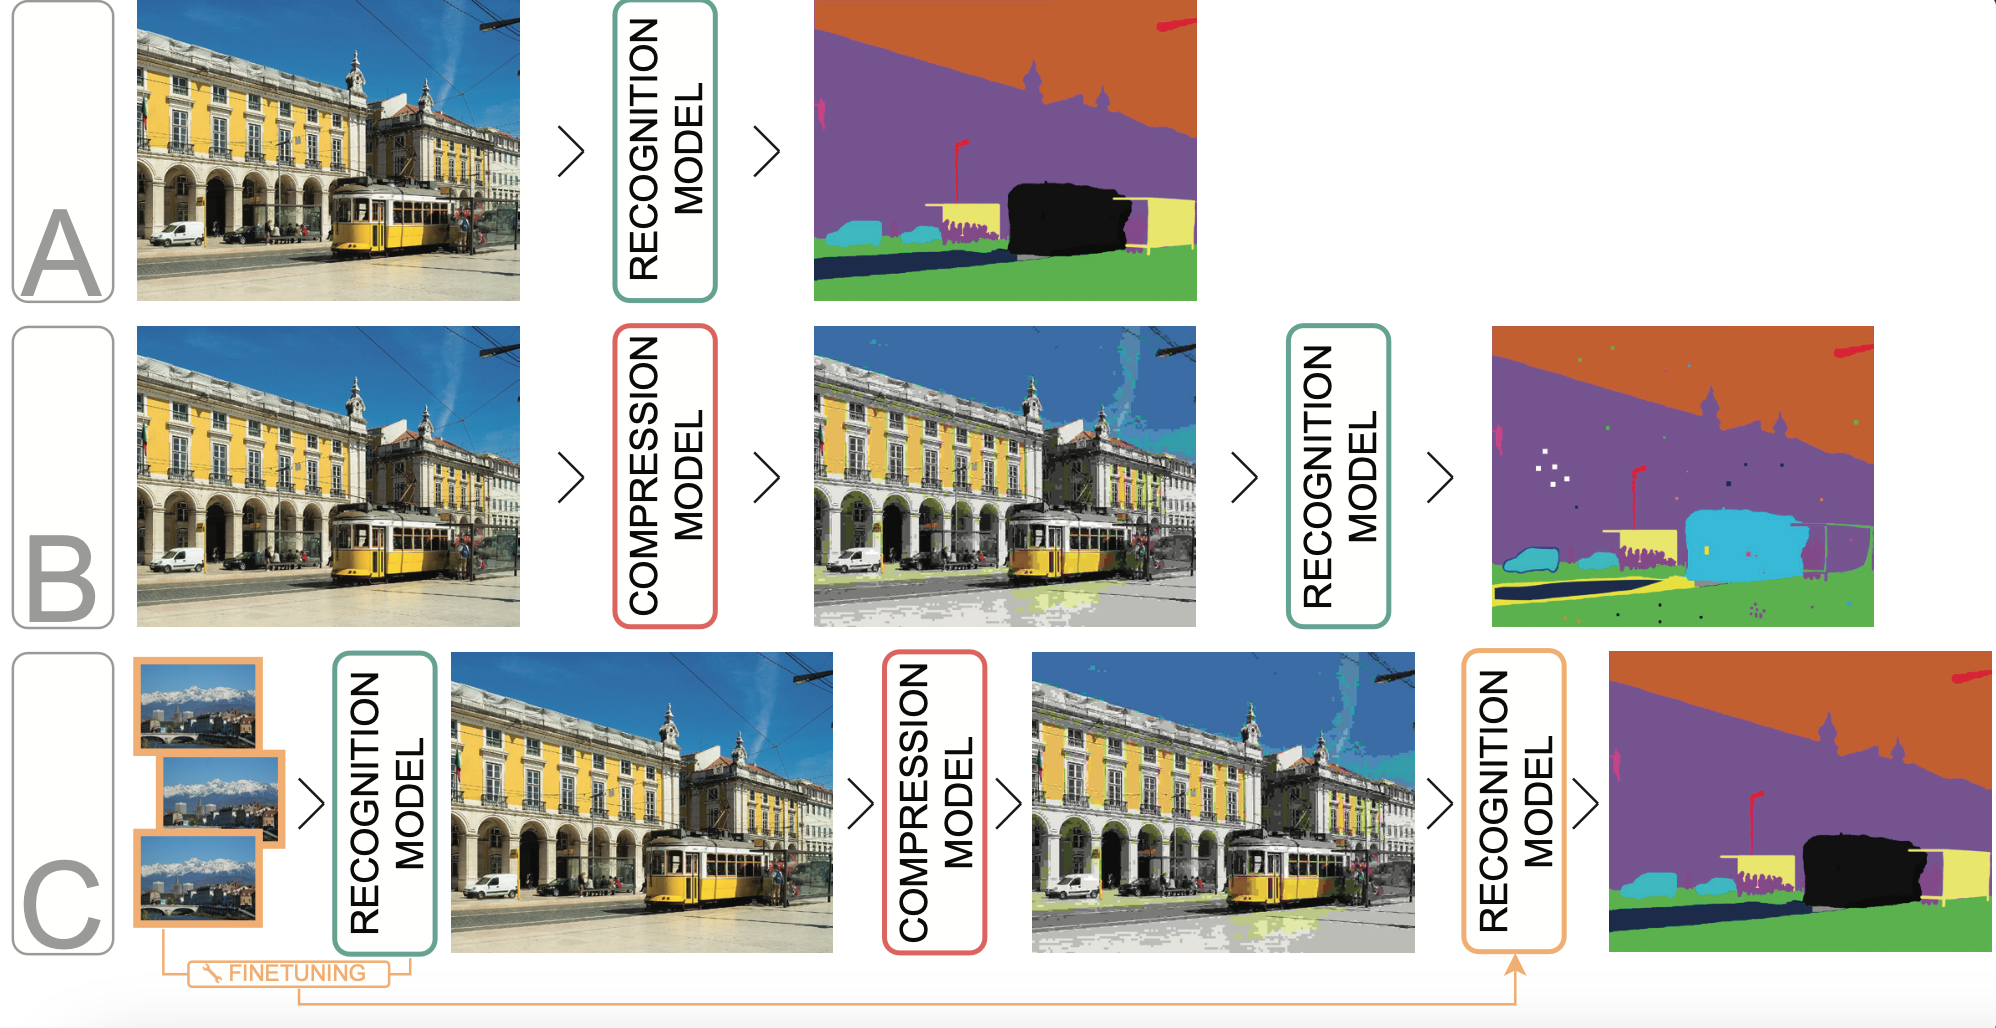 A
RECOGNITION
MODEL
B
COMPRESSION
MODEL
RECOGNITION
MODEL
C
RECOGNITION
MODEL
COMPRESSION
MODEL
RECOGNITION
MODEL
FINETUNING